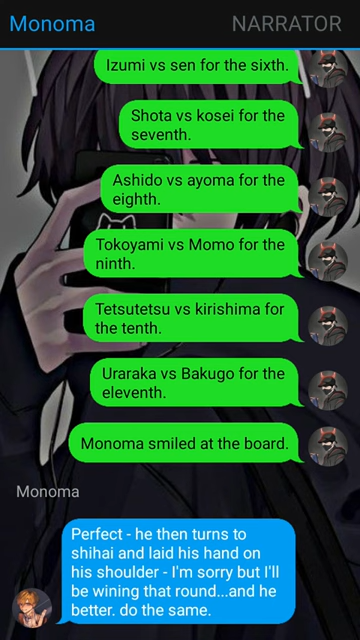 Monoma NARRATOR
Izumi vs sen for the sixth.
Shota vs kosei for the
seventh.
Ashido vs ayoma for the
eighth.
Tokoyami vs Momo for the
ninth.
Tetsutetsu vs kirishima for
the tenth.
Uraraka vs Bakugo for the
eleventh.
Monoma smiled at the board.
Monoma
Perfect - he then turns to
shihai and laid his hand on
his shoulder - I'm sorry but I'll
be wining that round...and he
better. do the same.